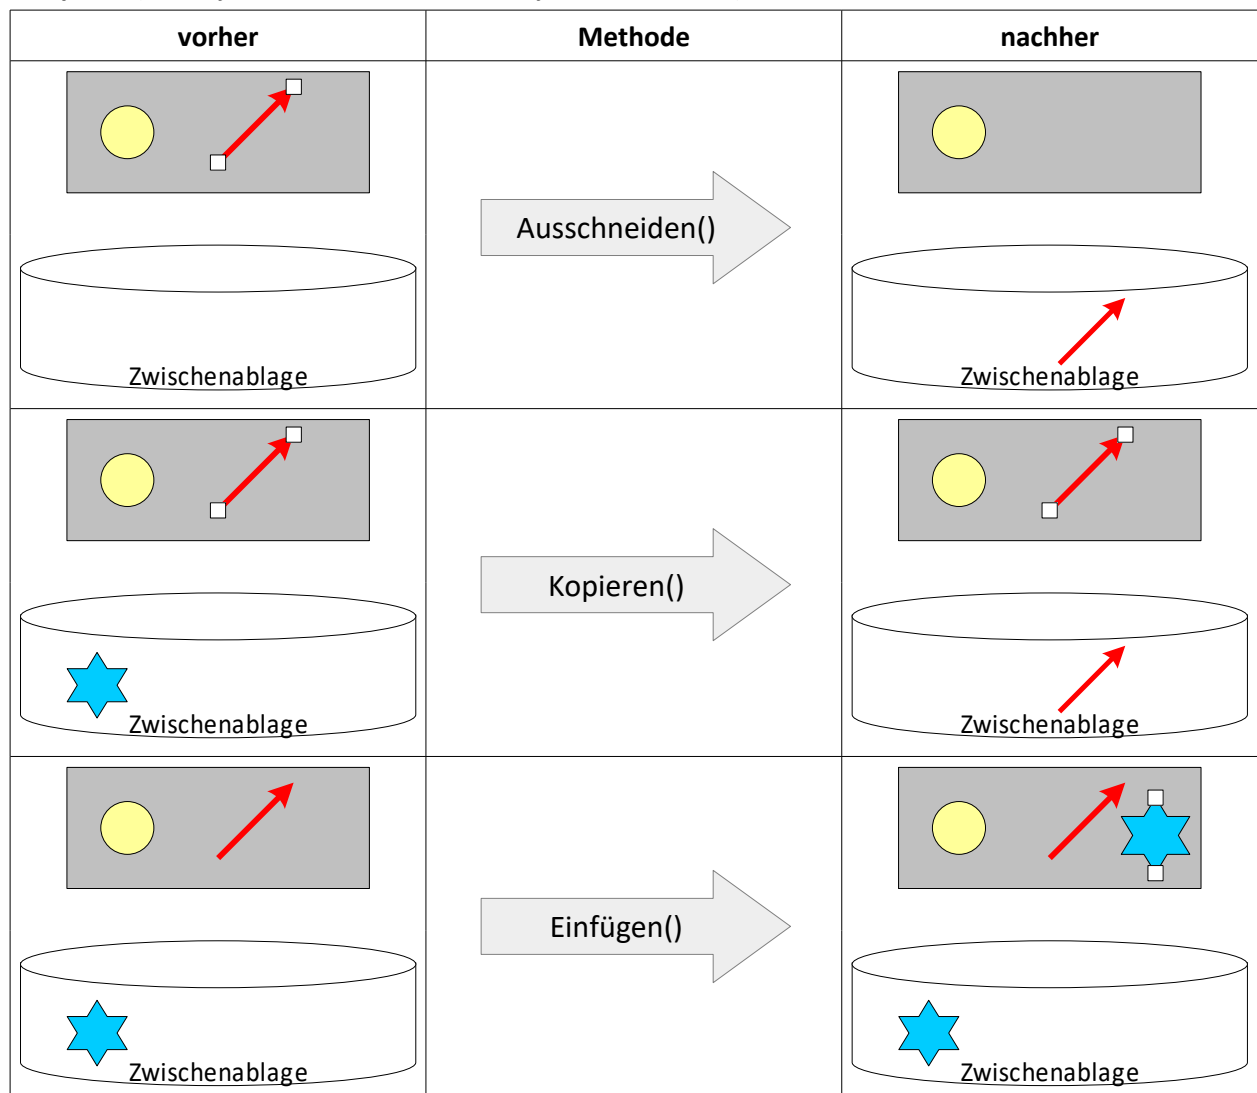 vorher Methode nachher
Ausschneiden()
Zwischenablage Zwischenablage
Kopieren()
Zwischenablage Zwischenablage
Einfügen()
Zwischenablage Zwischenablage